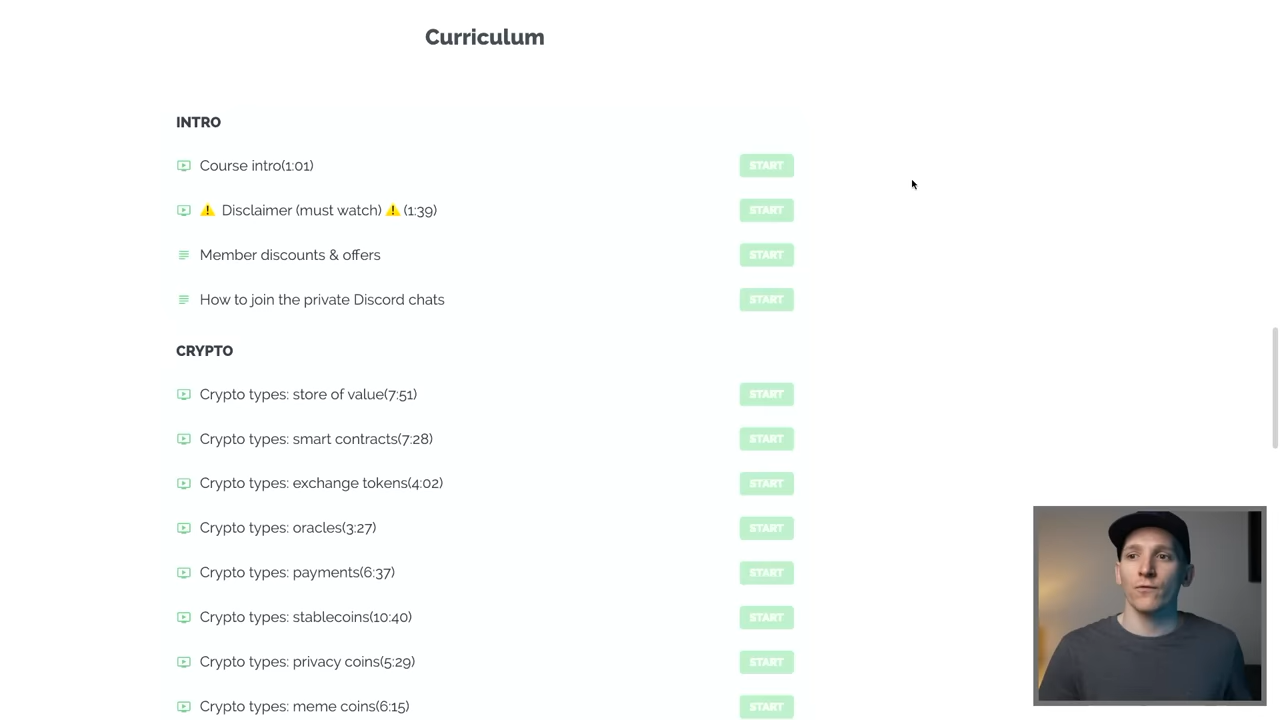 Curriculum
INTRO
Course intro(1:01) START
⚠️ Disclaimer (must watch) ⚠️ (1:39) START
Member discounts & offers START
How to join the private Discord chats START
CRYPTO
Crypto types: store of value(7:51) START
Crypto types: smart contracts(7:28) START
Crypto types: exchange tokens(4:02) START
Crypto types: oracles(3:27) START
Crypto types: payments(6:37) START
Crypto types: stablecoins(10:40) START
Crypto types: privacy coins(5:29) START
Crypto types: meme coins(6:15) START